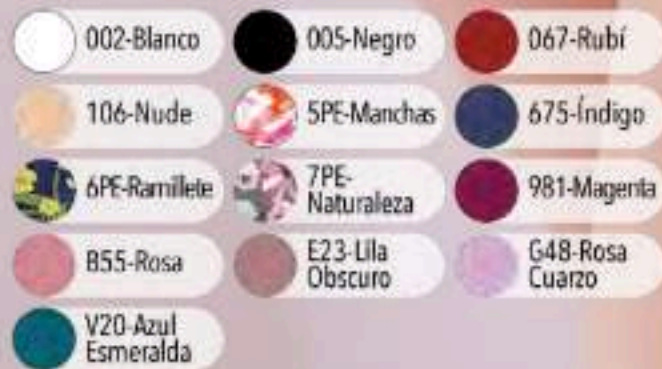 002-Blanco
005-Negro
067-Rubí
106-Nude
5PE-Manchas
675-Índigo
6PE-Ramillete
7PE-
Naturaleza
981-Magenta
B55-Rosa
E23-Lila
Obscuro
G48-Rosa
Cuarzo
V20-Azul
Esmeralda